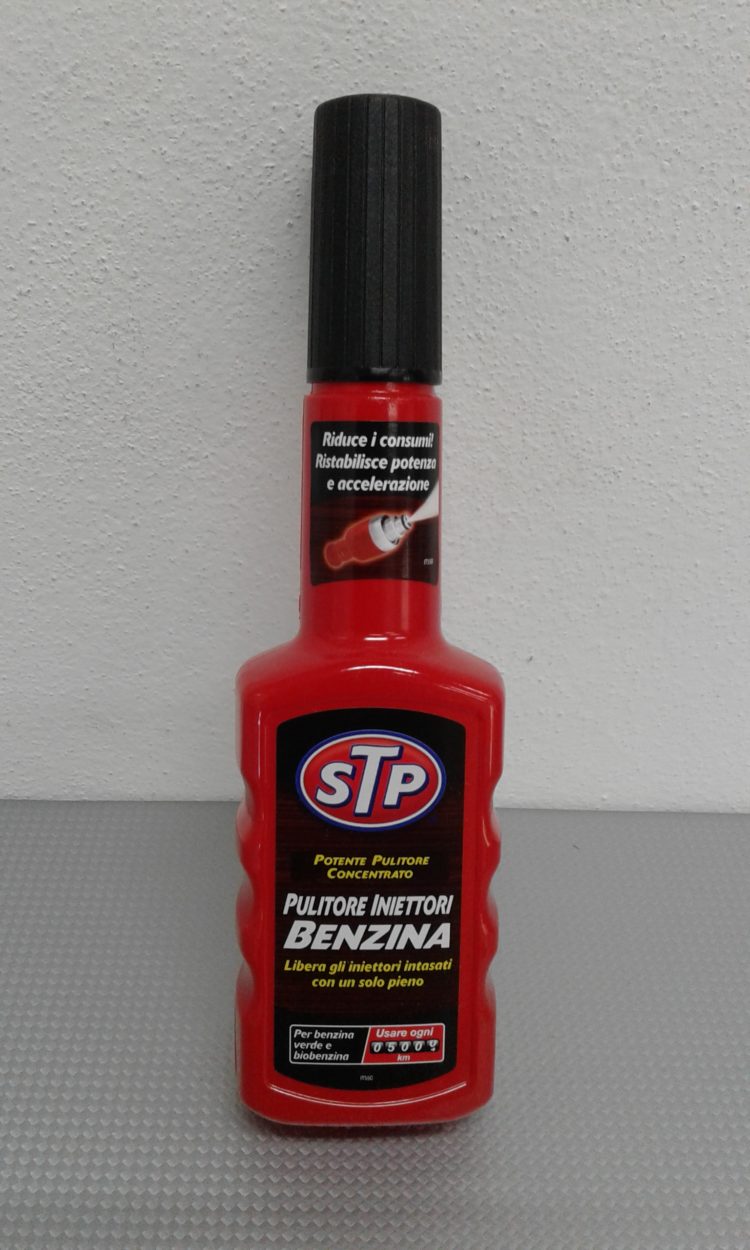 Riduce i consumi!
Ristabilisce potenza
e accelerazione
STP
POTENTE PULITORE
CONCENTRATO
PULITORE INIETTORI
BENZINA
Libera gli iniettori intasati
con un solo pieno
Per benzina
verde e
biobenzina
Usare ogni
05000
km